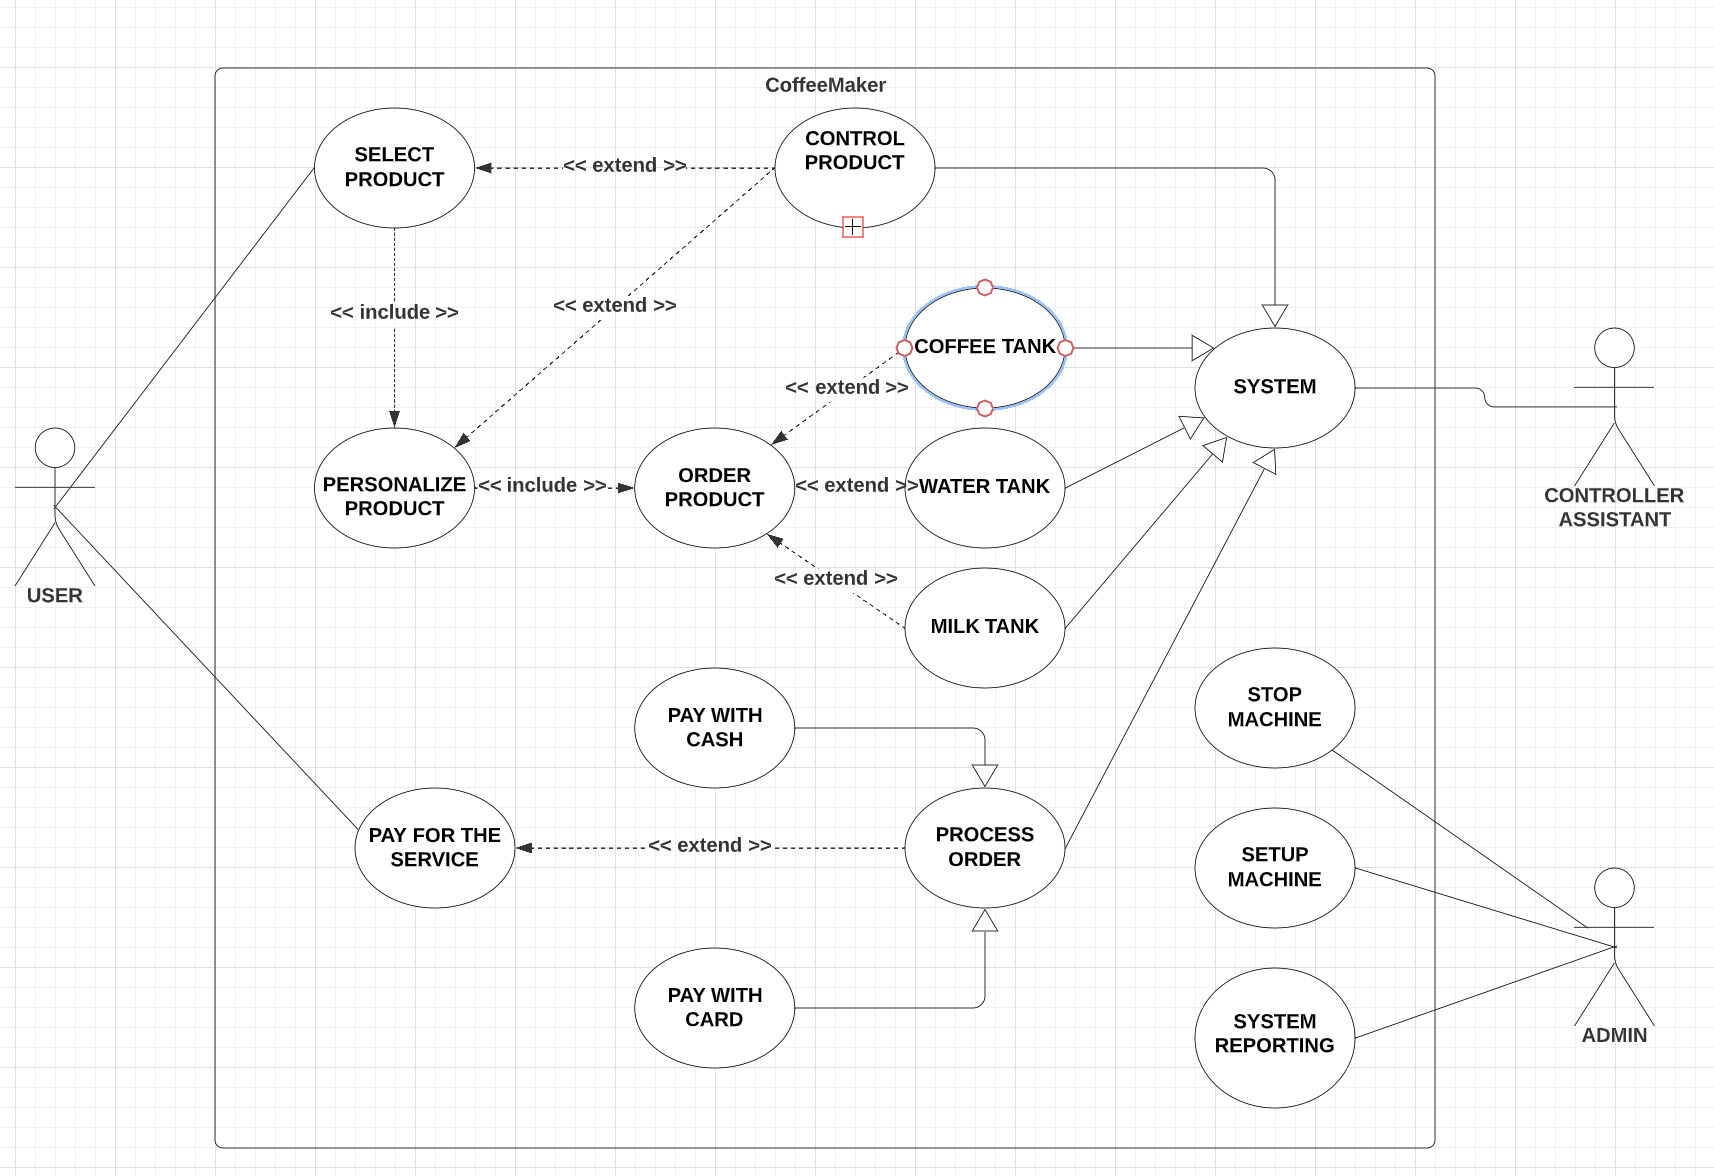 CoffeeMaker
SELECT
PRODUCT
<< extend >>
CONTROL
PRODUCT
<< include >>
<< extend >>
COFFEE TANK
<< extend >>
SYSTEM
PERSONALIZE
PRODUCT
<< include >>
ORDER
PRODUCT
<< extend >>
WATER TANK
CONTROLLER
ASSISTANT
<< extend >>
USER
MILK TANK
PAY WITH
CASH
STOP
MACHINE
PAY FOR THE
SERVICE
<< extend >>
PROCESS
ORDER
SETUP
MACHINE
PAY WITH
CARD
SYSTEM
REPORTING
ADMIN